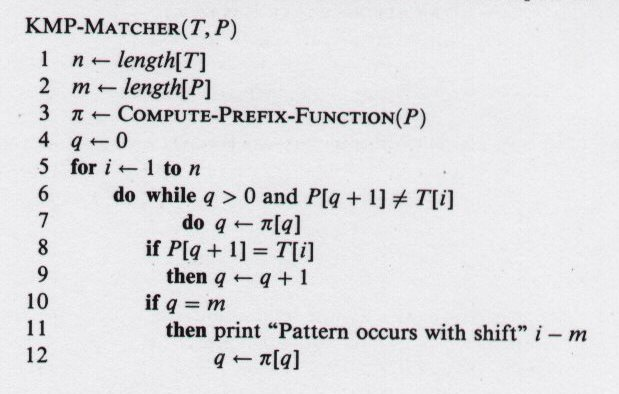 KMP-MATCHER(T, P)
1 n ← length[T]
2 m ← length[P]
3 π ← COMPUTE-PREFIX-FUNCTION(P)
4 q ← 0
5 for i ← 1 to n
6 do while q > 0 and P[q + 1] ≠ T[i]
7 do q ← π[q]
8 if P[q + 1] = T[i]
9 then q ← q + 1
10 if q = m
11 then print “Pattern occurs with shift” i − m
12 q ← π[q]